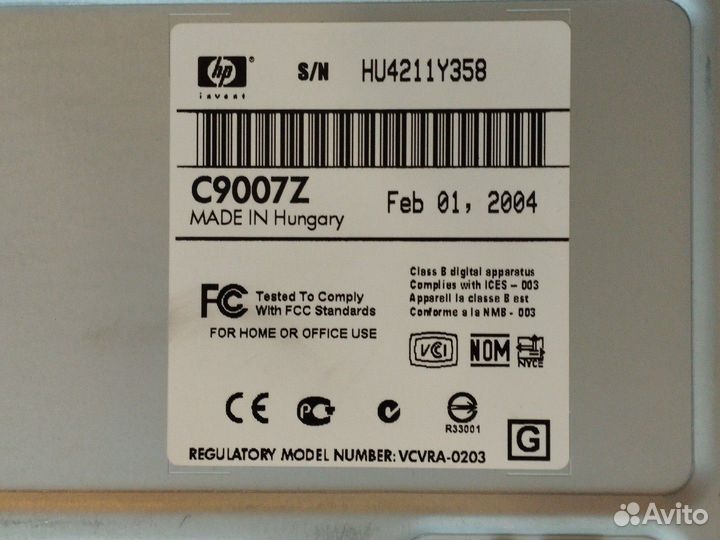 hp
invent
S/N HU4211Y358
C9007Z
MADE IN Hungary
Feb 01, 2004
FC Tested To Comply
With FCC Standards
FOR HOME OR OFFICE USE
Class B digital apparatus
Complies with ICES - 003
Appareil la classe B est
Conforme a la NMB - 003
VCI NOM NYCE
CE PC R33001 G
REGULATORY MODEL NUMBER: VCVRA-0203
Avito